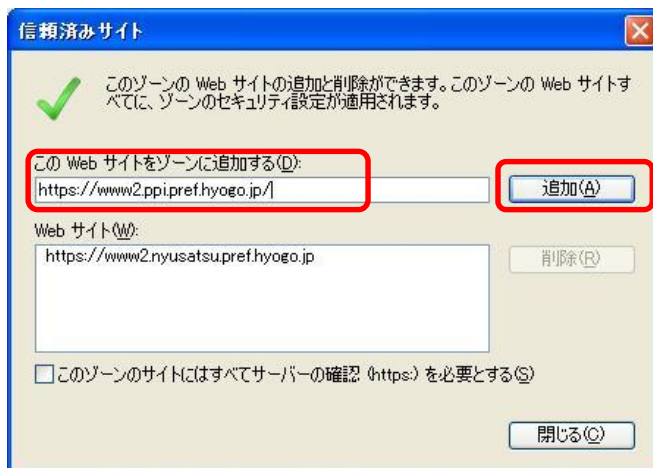 信頼済みサイト
このゾーンの Web サイトの追加と削除ができます。このゾーンの Web サイトす
べてに、ゾーンのセキュリティ設定が適用されます。
この Web サイトをゾーンに追加する(D):
https://www2.ppi.pref.hyogo.jp/
追加(A)
Web サイト(W):
https://www2.nyusatsu.pref.hyogo.jp
削除(R)
このゾーンのサイトにはすべてサーバーの確認 (https:) を必要とする(S)
閉じる(C)